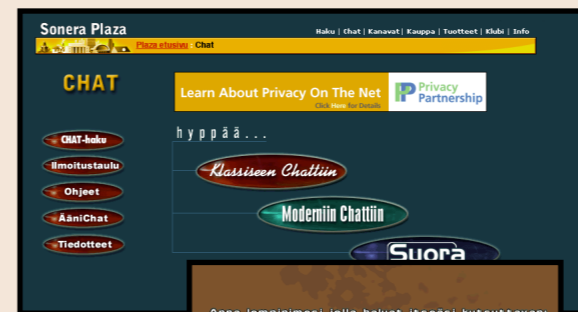 Sonera Plaza
Haku | Chat | Kanavat | Kauppa | Tuotteet | Klubi | Info
Plaza etusivu : Chat
CHAT
Learn About Privacy On The Net
Click Here for Details
Privacy
Partnership
hyppää...
CHAT-haku
Ilmoitustaulu
Ohjeet
ÄäniChat
Tiedotteet
Klassiseen Chattiin
Moderniin Chattiin
Suora